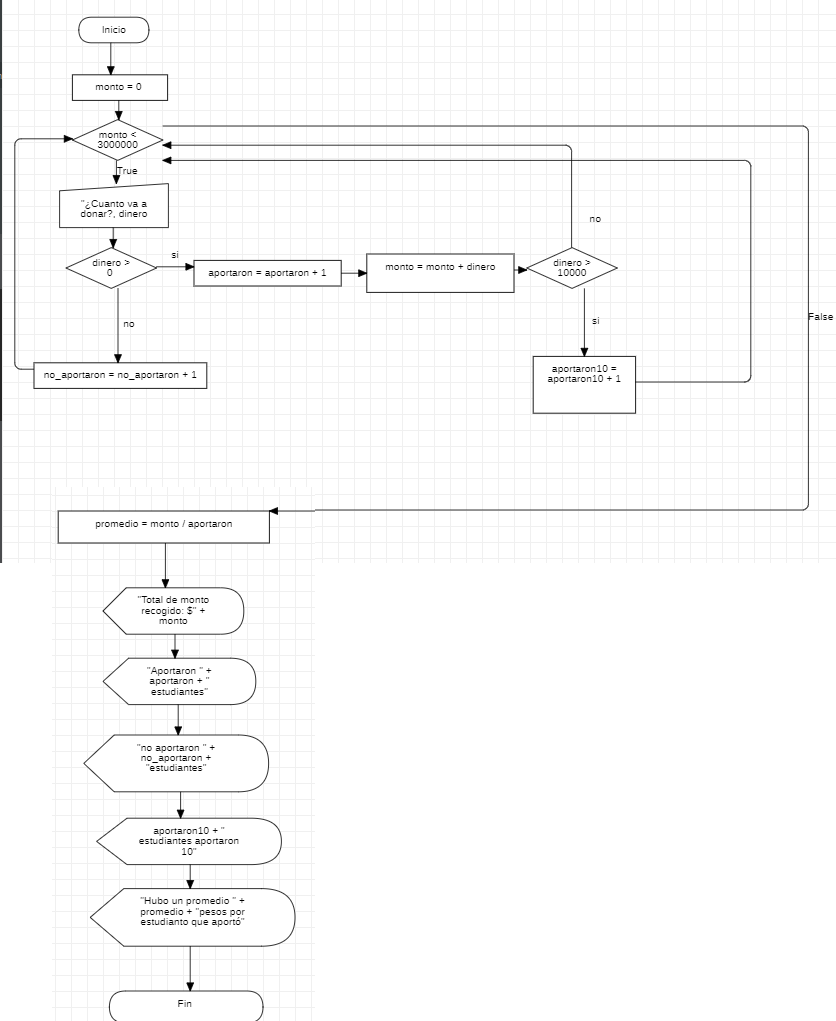 Inicio
monto = 0
monto <
3000000
True
"¿Cuanto va a
donar?, dinero
no
dinero >
0
si
aportaron = aportaron + 1
monto = monto + dinero
dinero >
10000
False
no
si
no_aportaron = no_aportaron + 1
aportaron10 =
aportaron10 + 1
promedio = monto / aportaron
"Total de monto
recogido: $" +
monto
"Aportaron " +
aportaron + "
estudiantes"
"no aportaron " +
no_aportaron +
"estudiantes"
aportaron10 + "
estudiantes aportaron
10"
"Hubo un promedio " +
promedio + "pesos por
estudianto que aportó"
Fin